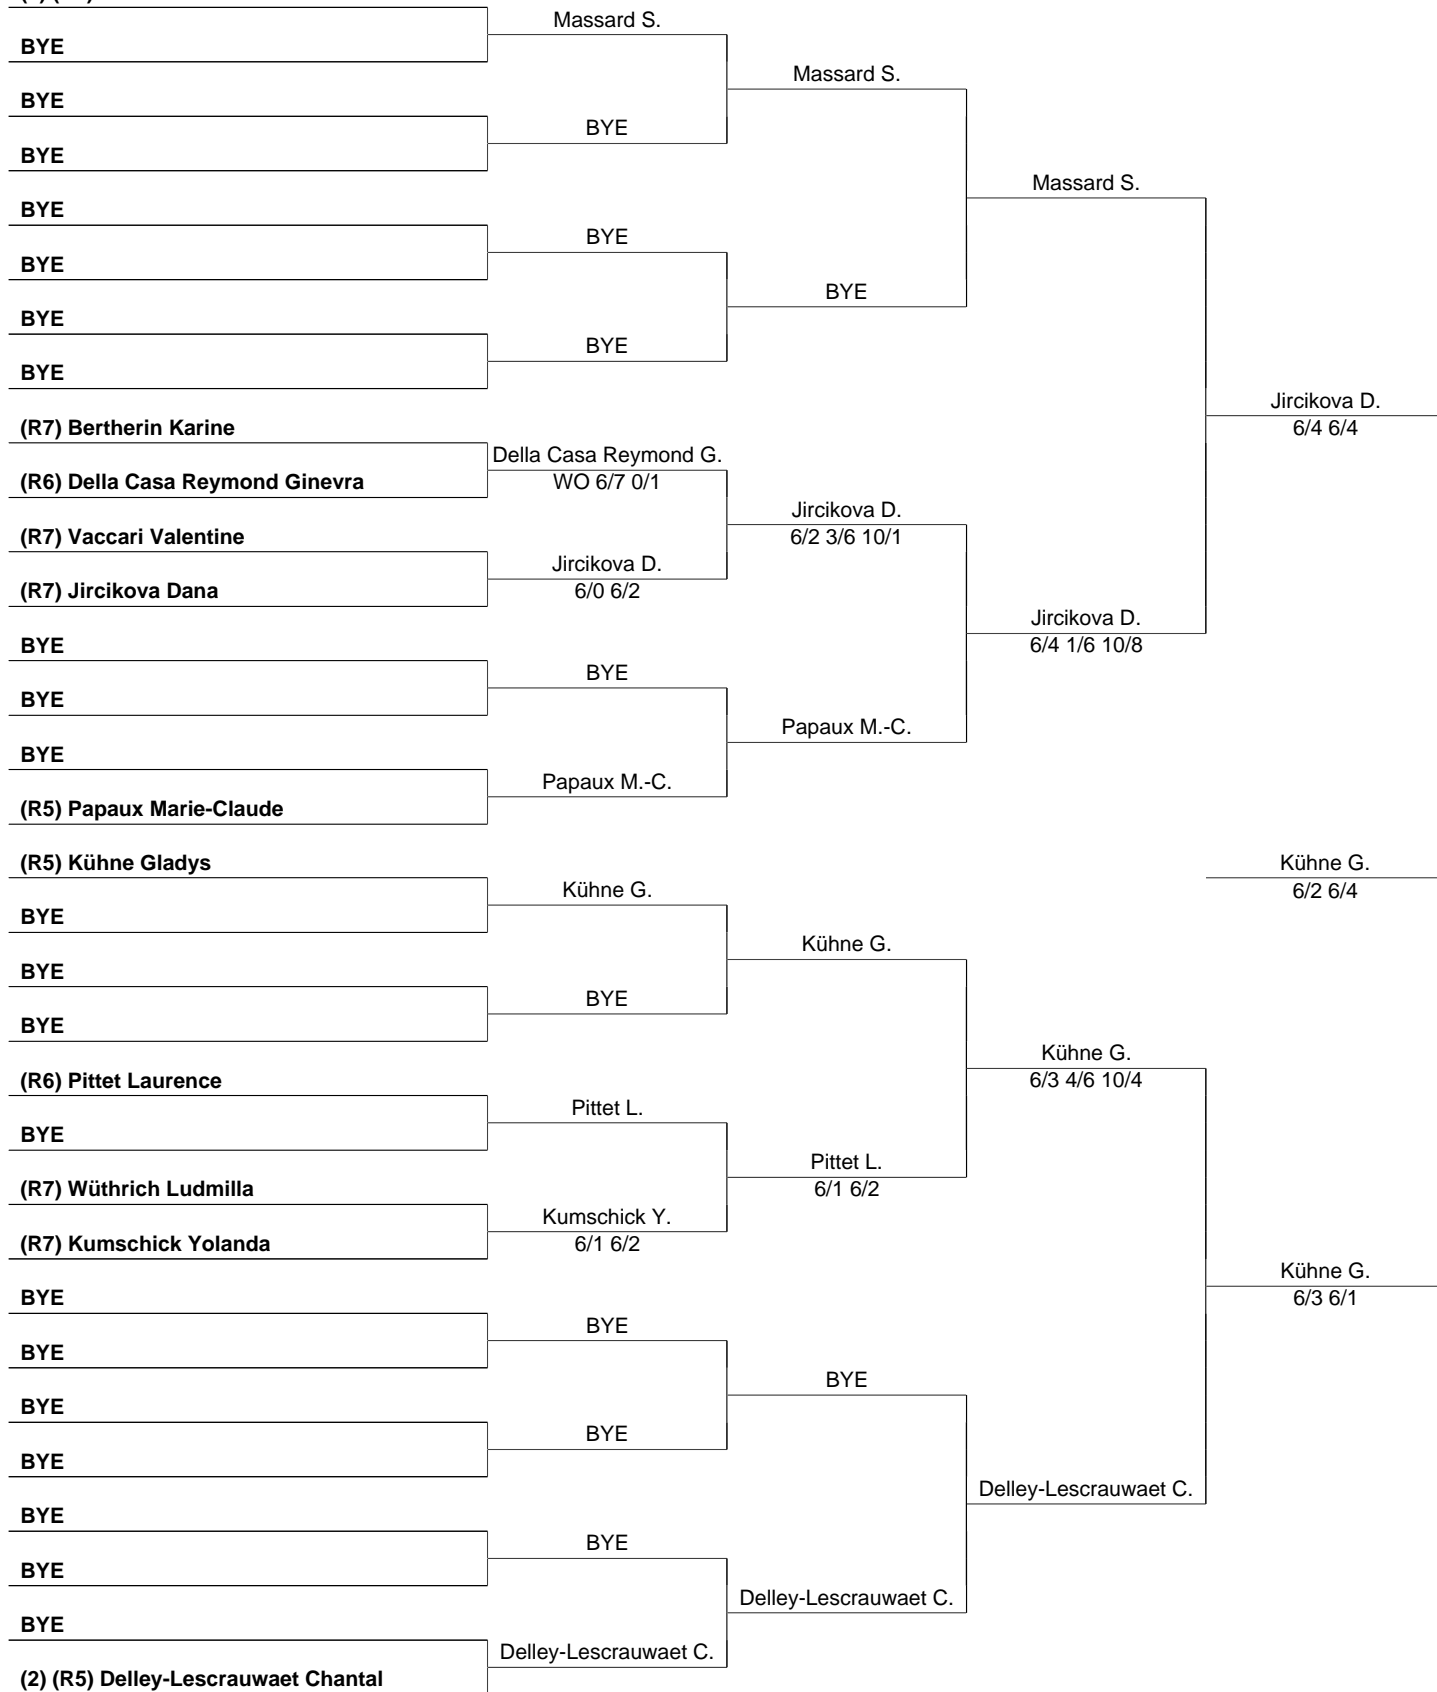 BYE
BYE
BYE
BYE
BYE
BYE
BYE
(R7) Bertherin Karine
(R6) Della Casa Reymond Ginevra
(R7) Vaccari Valentine
(R7) Jircikova Dana
BYE
BYE
BYE
(R5) Papaux Marie-Claude
(R5) Kühne Gladys
BYE
BYE
BYE
(R6) Pittet Laurence
BYE
(R7) Wüthrich Ludmilla
(R7) Kumschick Yolanda
BYE
BYE
BYE
BYE
BYE
BYE
BYE
(2) (R5) Delley-Lescrauwaet Chantal
Massard S.
BYE
BYE
BYE
Della Casa Reymond G.
WO 6/7 0/1
Jircikova D.
6/0 6/2
BYE
Papaux M.-C.
Kühne G.
BYE
Pittet L.
Kumschick Y.
6/1 6/2
BYE
BYE
BYE
Delley-Lescrauwaet C.
Massard S.
BYE
Jircikova D.
6/2 3/6 10/1
Papaux M.-C.
Kühne G.
Pittet L.
6/1 6/2
BYE
Delley-Lescrauwaet C.
Massard S.
Jircikova D.
6/4 1/6 10/8
Kühne G.
6/3 4/6 10/4
Delley-Lescrauwaet C.
Jircikova D.
6/4 6/4
Kühne G.
6/2 6/4
Kühne G.
6/3 6/1